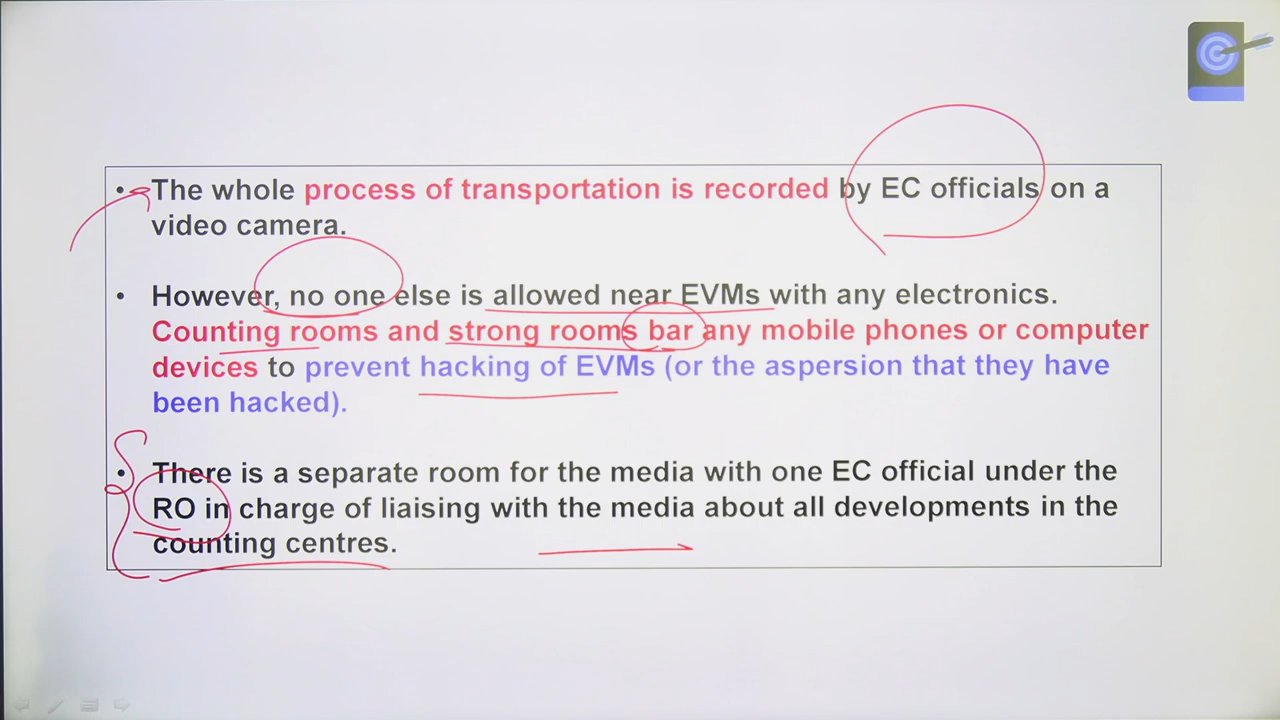 • The whole process of transportation is recorded by EC officials on a
video camera.
• However, no one else is allowed near EVMs with any electronics.
Counting rooms and strong rooms bar any mobile phones or computer
devices to prevent hacking of EVMs (or the aspersion that they have
been hacked).
• There is a separate room for the media with one EC official under the
RO in charge of liaising with the media about all developments in the
counting centres.